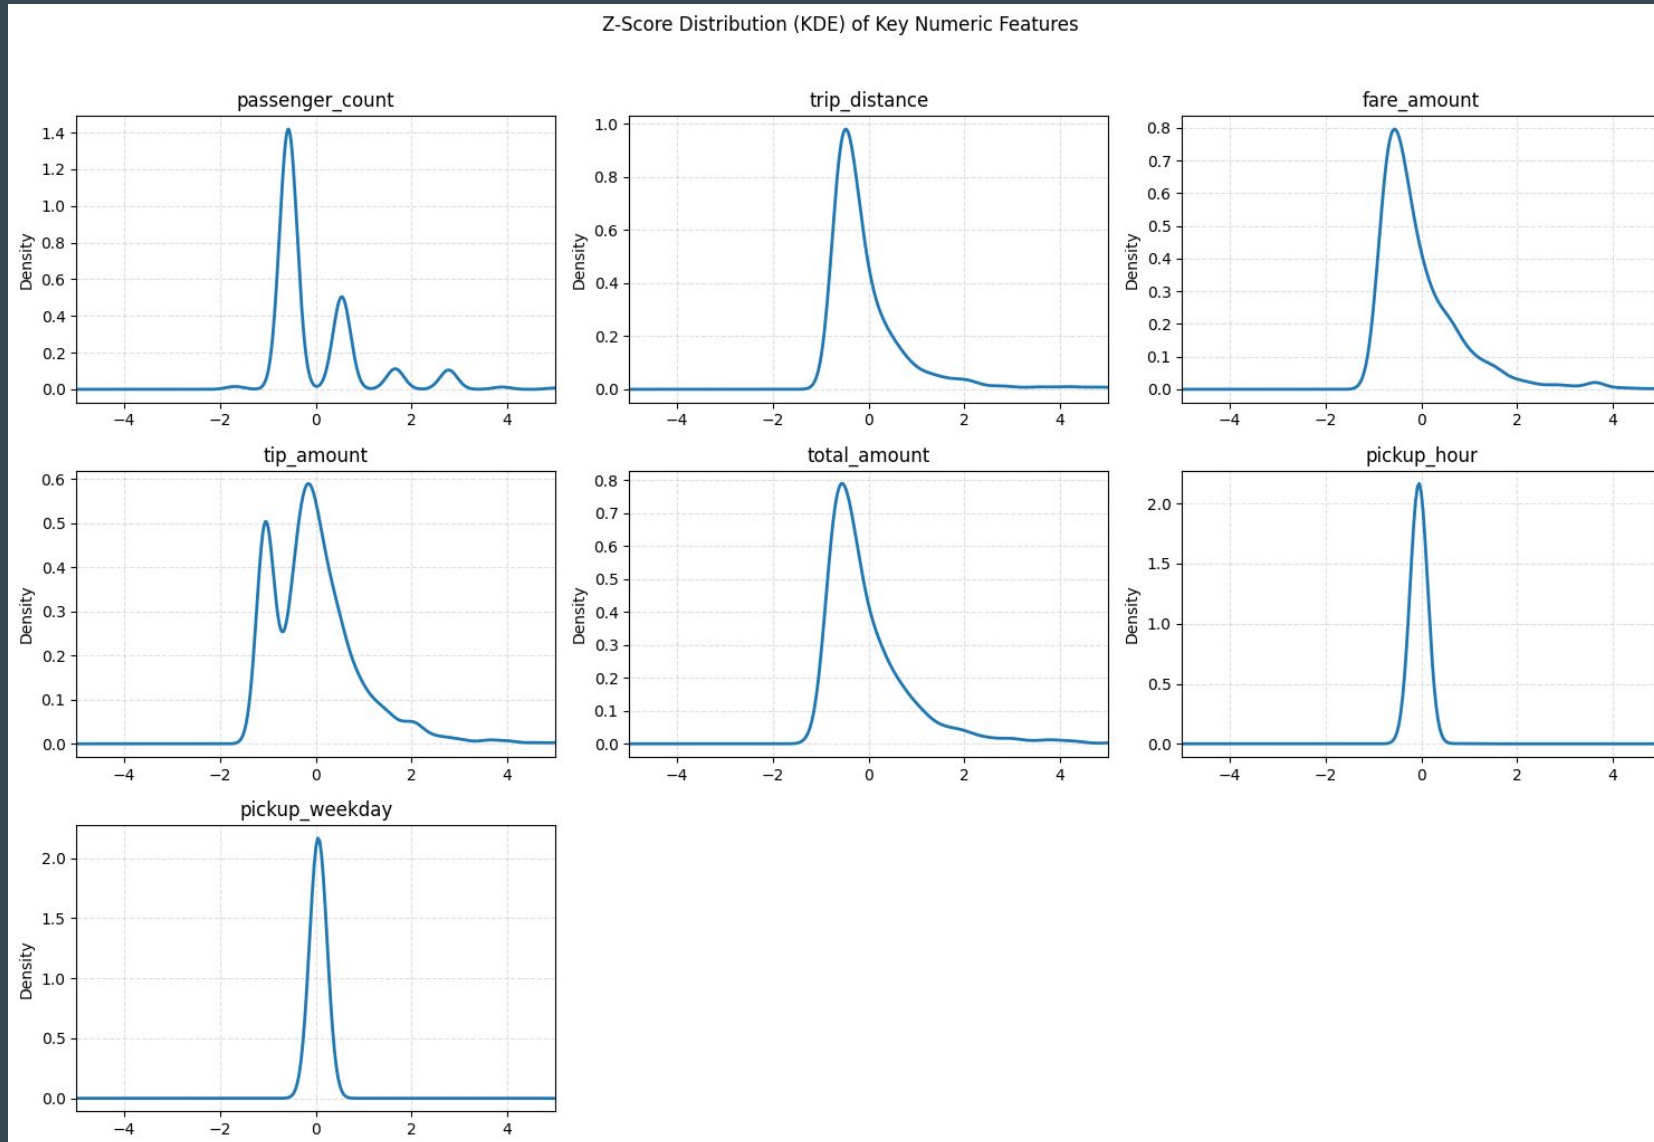 Z-Score Distribution (KDE) of Key Numeric Features
passenger_count
1.4
1.2
1.0
0.8
0.6
0.4
0.2
0.0
Density
−4 −2 0 2 4
trip_distance
1.0
0.8
0.6
0.4
0.2
0.0
Density
−4 −2 0 2 4
fare_amount
0.8
0.7
0.6
0.5
0.4
0.3
0.2
0.1
0.0
Density
−4 −2 0 2 4
tip_amount
0.6
0.5
0.4
0.3
0.2
0.1
0.0
Density
−4 −2 0 2 4
total_amount
0.8
0.7
0.6
0.5
0.4
0.3
0.2
0.1
0.0
Density
−4 −2 0 2 4
pickup_hour
2.0
1.5
1.0
0.5
0.0
Density
−4 −2 0 2 4
pickup_weekday
2.0
1.5
1.0
0.5
0.0
Density
−4 −2 0 2 4